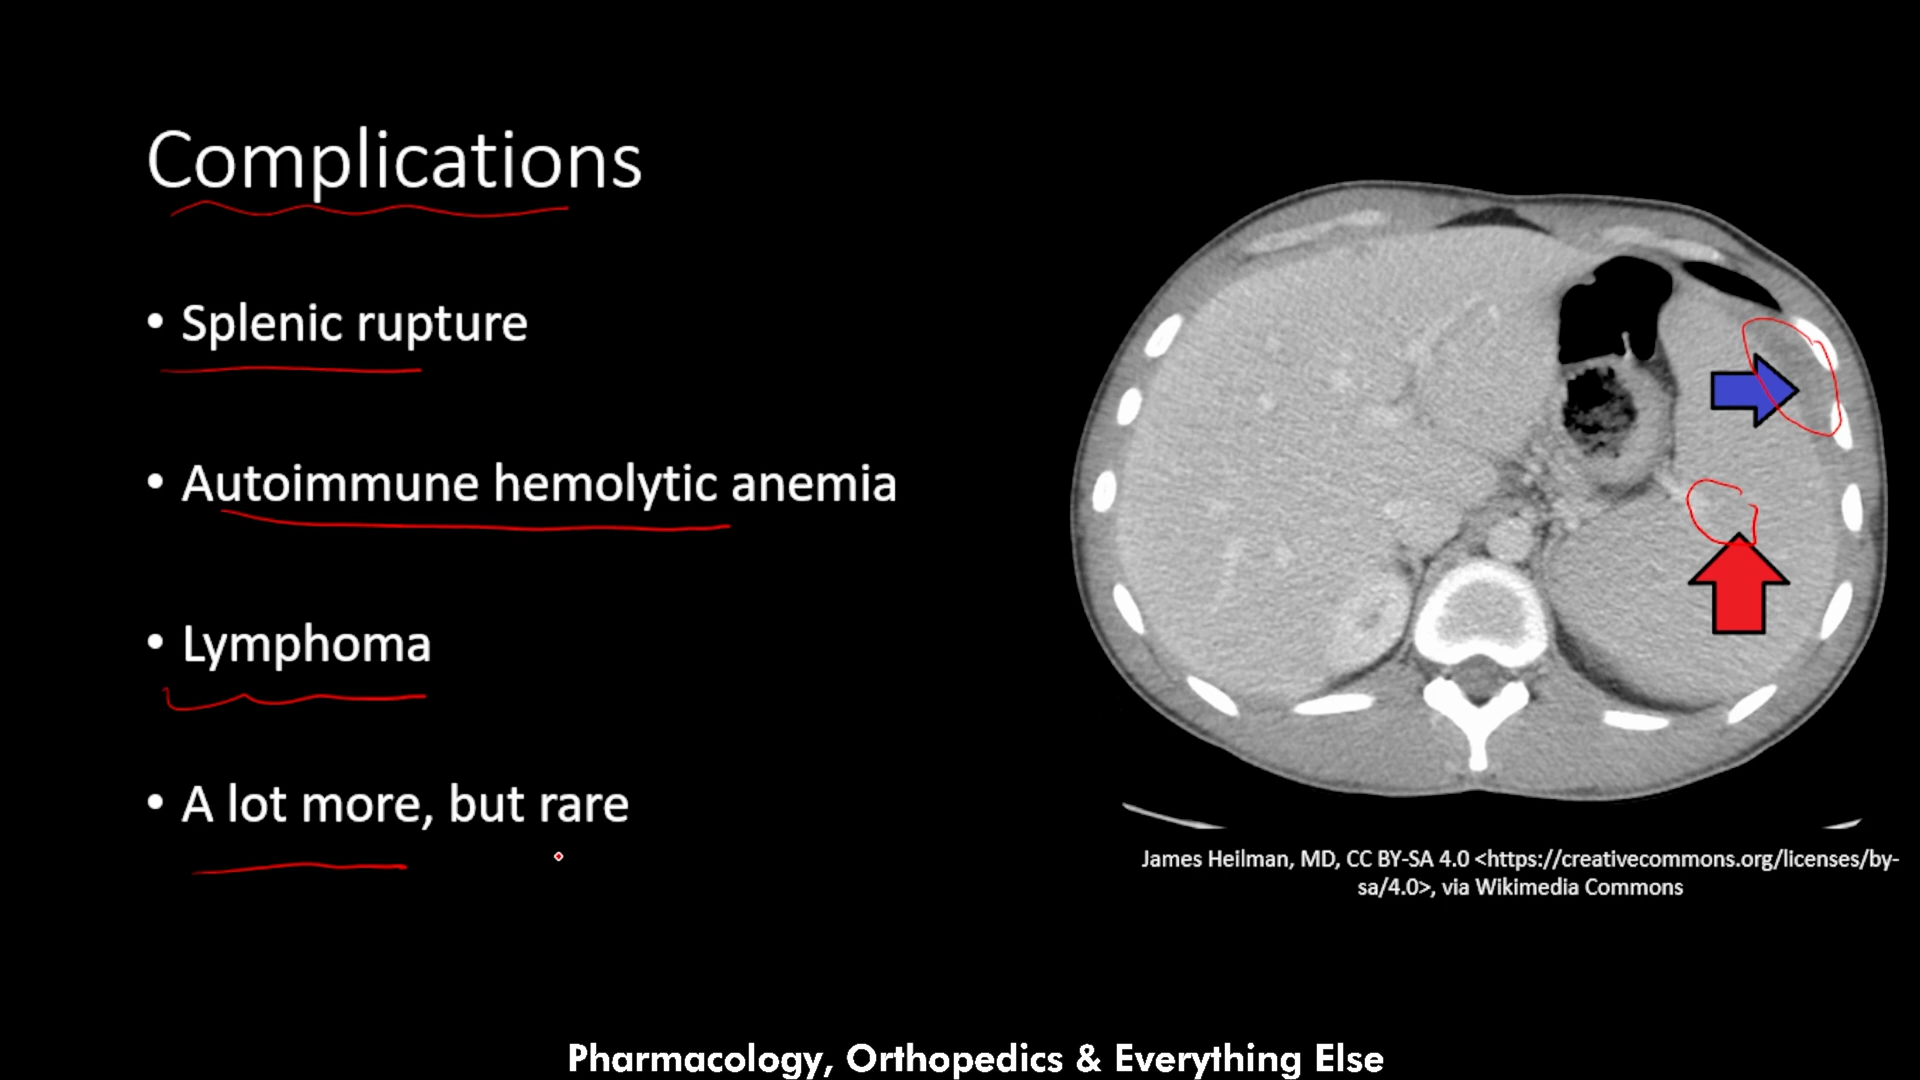 Complications
• Splenic rupture
• Autoimmune hemolytic anemia
• Lymphoma
• A lot more, but rare
James Heilman, MD, CC BY-SA 4.0 <https://creativecommons.org/licenses/by-
sa/4.0>, via Wikimedia Commons
Pharmacology, Orthopedics & Everything Else